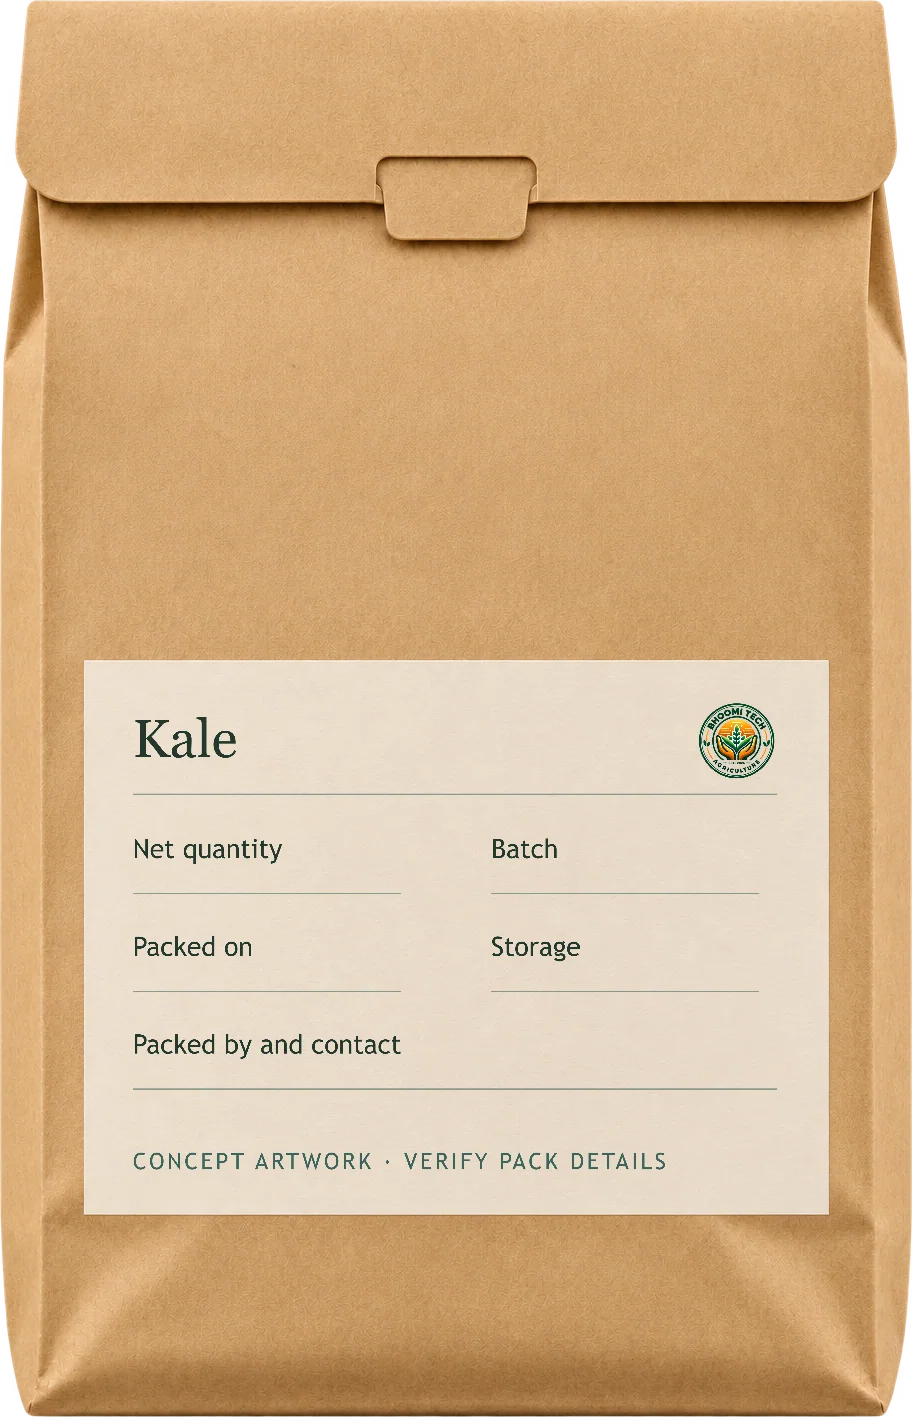 Kale
BHOOMI TECH
AGRICULTURE
Net quantity
Batch
Packed on
Storage
Packed by and contact
CONCEPT ARTWORK · VERIFY PACK DETAILS